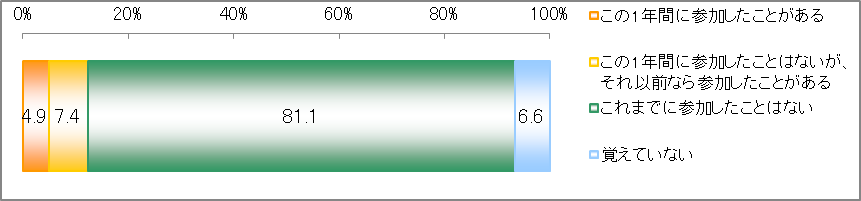 0% 20% 40% 60% 80% 100%
4.9 7.4 81.1 6.6
この1年間に参加したことがある
この1年間に参加したことはないが、
それ以前なら参加したことがある
これまでに参加したことはない
覚えていない